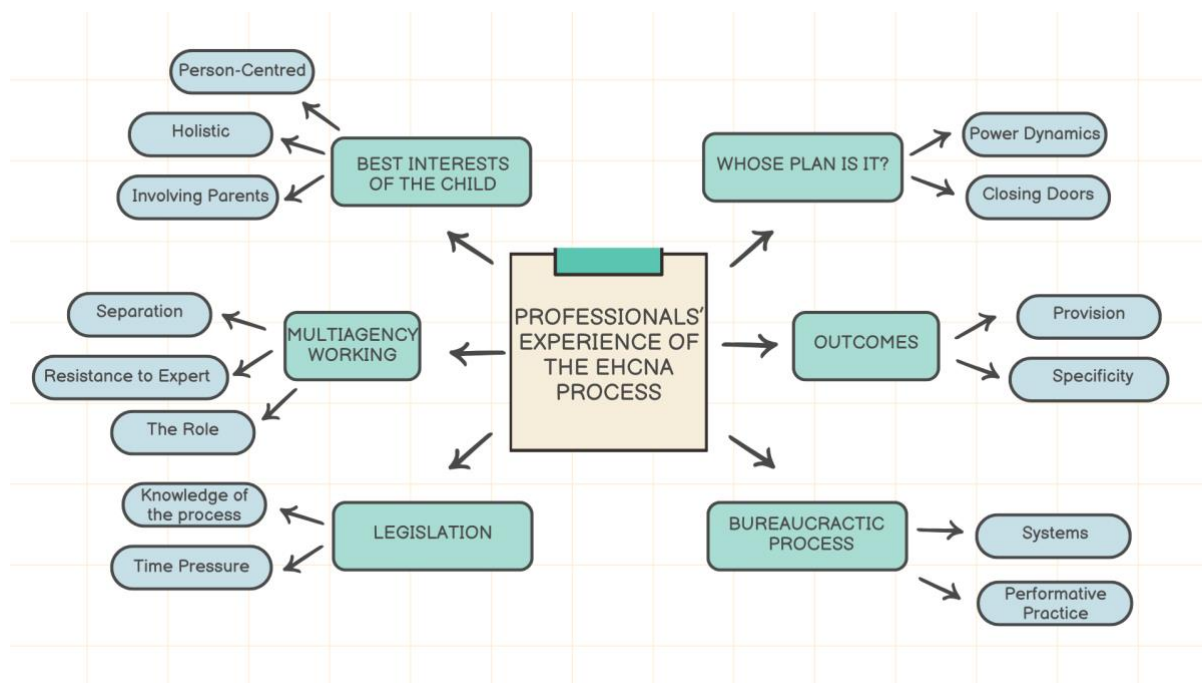 PROFESSIONALS'
EXPERIENCE OF
THE EHCNA
PROCESS
BEST INTERESTS
OF THE CHILD
Person-Centred
Holistic
Involving Parents
MULTIAGENCY
WORKING
Separation
Resistance to Expert
The Role
LEGISLATION
Knowledge of
the process
Time Pressure
WHOSE PLAN IS IT?
Power Dynamics
Closing Doors
OUTCOMES
Provision
Specificity
BUREAUCRACTIC
PROCESS
Systems
Performative
Practice